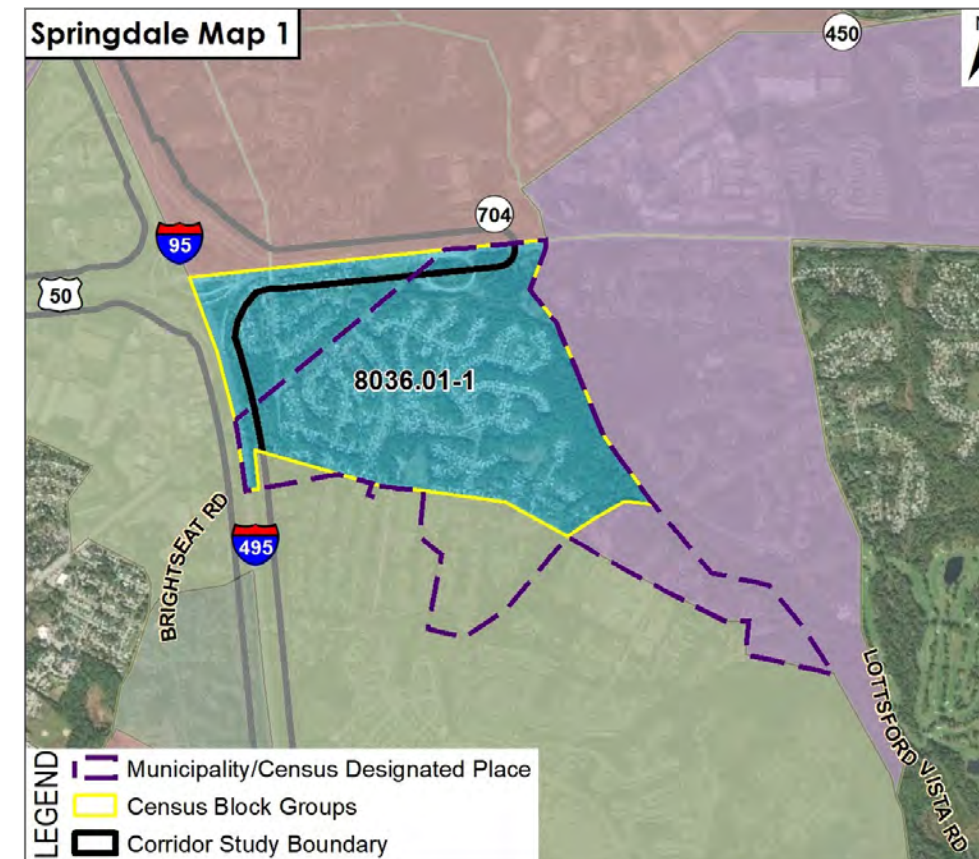 Springdale Map 1
450
704
95
50
8036.01-1
BRIGHTSEAT RD
495
LOTTSFORD VISTA RD
LEGEND
Municipality/Census Designated Place
Census Block Groups
Corridor Study Boundary